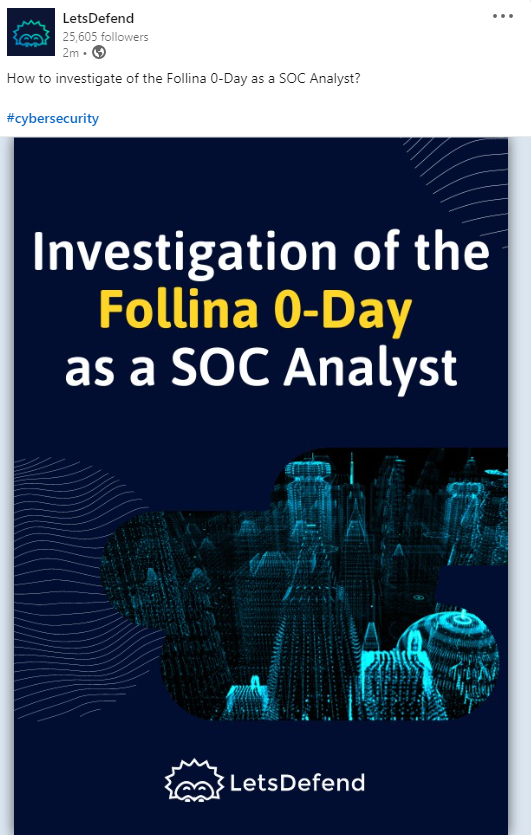 LetsDefend
25,605 followers
2m •
How to investigate of the Follina 0-Day as a SOC Analyst?
#cybersecurity
Investigation of the
Follina 0-Day
as a SOC Analyst
LetsDefend